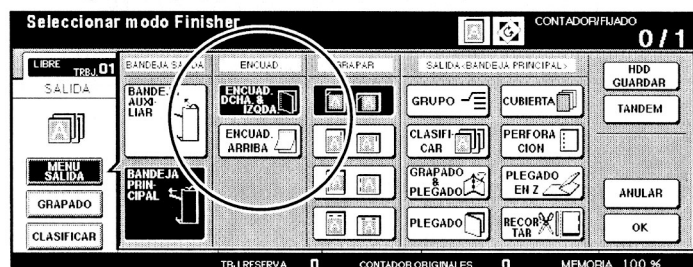 Seleccionar modo Finisher
CONTADOR/FIJADO
0/1
LIBRE TRBJ. 01
SALIDA
MENU
SALIDA
GRAPADO
CLASIFICAR
BANDEJA SALIDA
BANDE.
AUXI-
LIAR
BANDEJA
PRIN-
CIPAL
ENCUAD.
ENCUAD.
DCHA. &
IZQDA.
ENCUAD.
ARRIBA
GRAPAR
SALIDA<BANDEJA PRINCIPAL>
GRUPO
CUBIERTA
CLASIFI-
CAR
PERFORA
CION
GRAPADO
&
PLEGADO
PLEGADO
EN Z
PLEGADO
RECOR
TAR
HDD
GUARDAR
TANDEM
ANULAR
OK
TRBJ.RESERVA 0 CONTADOR ORIGINALES 0 MEMORIA 100 %